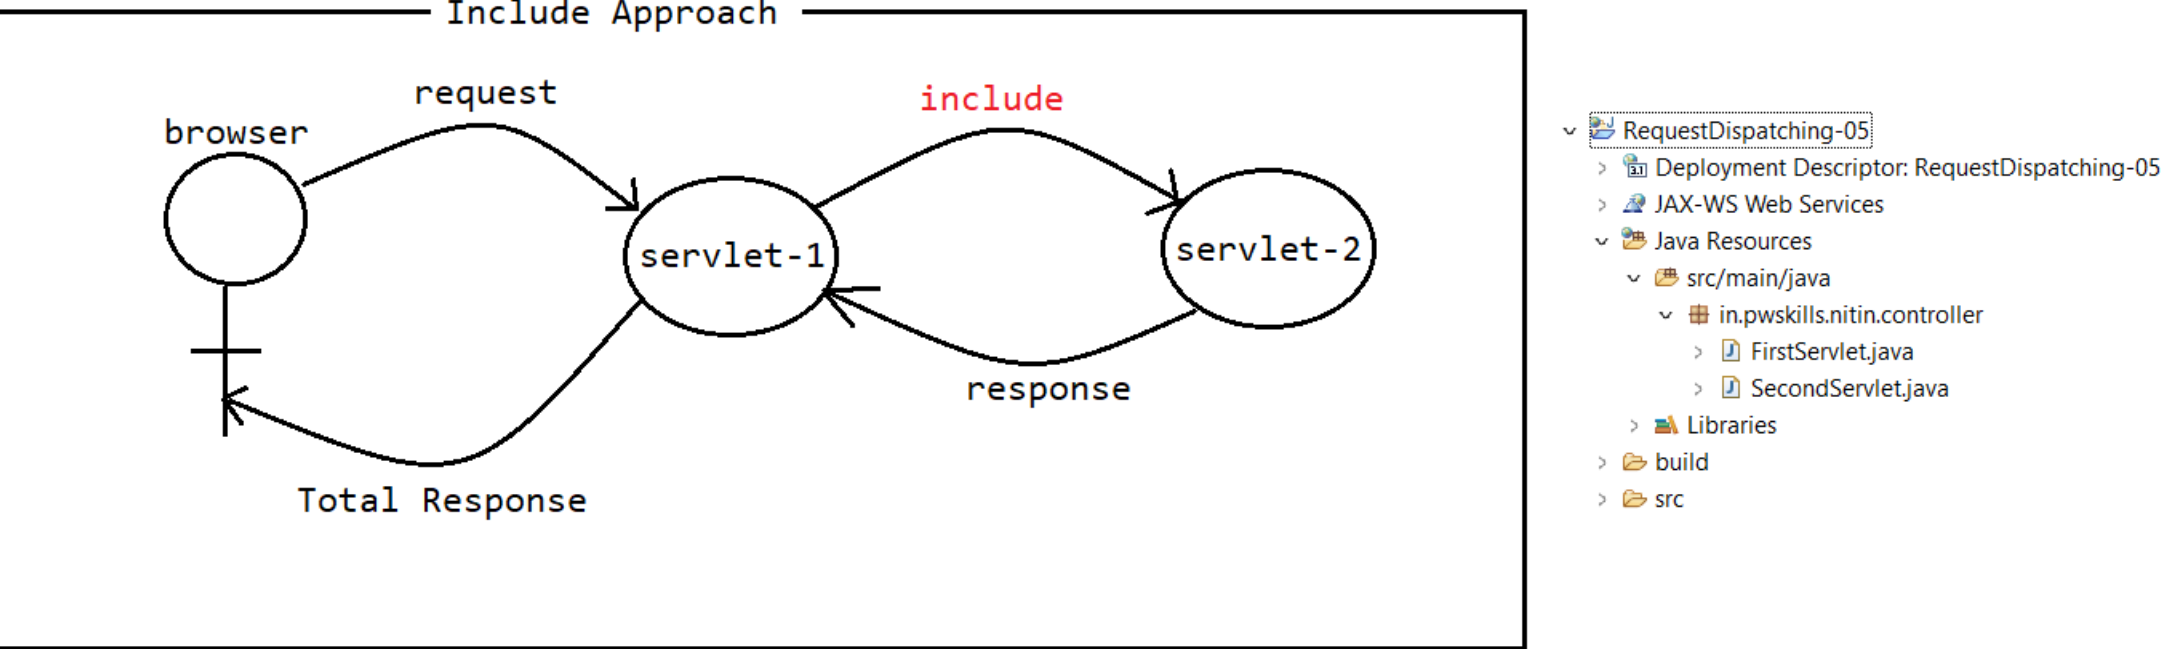 Include Approach
request
include
browser
servlet-1
servlet-2
response
Total Response
RequestDispatching-05
3.1 Deployment Descriptor: RequestDispatching-05
JAX-WS Web Services
Java Resources
src/main/java
in.pwskills.nitin.controller
J FirstServlet.java
J SecondServlet.java
Libraries
build
src